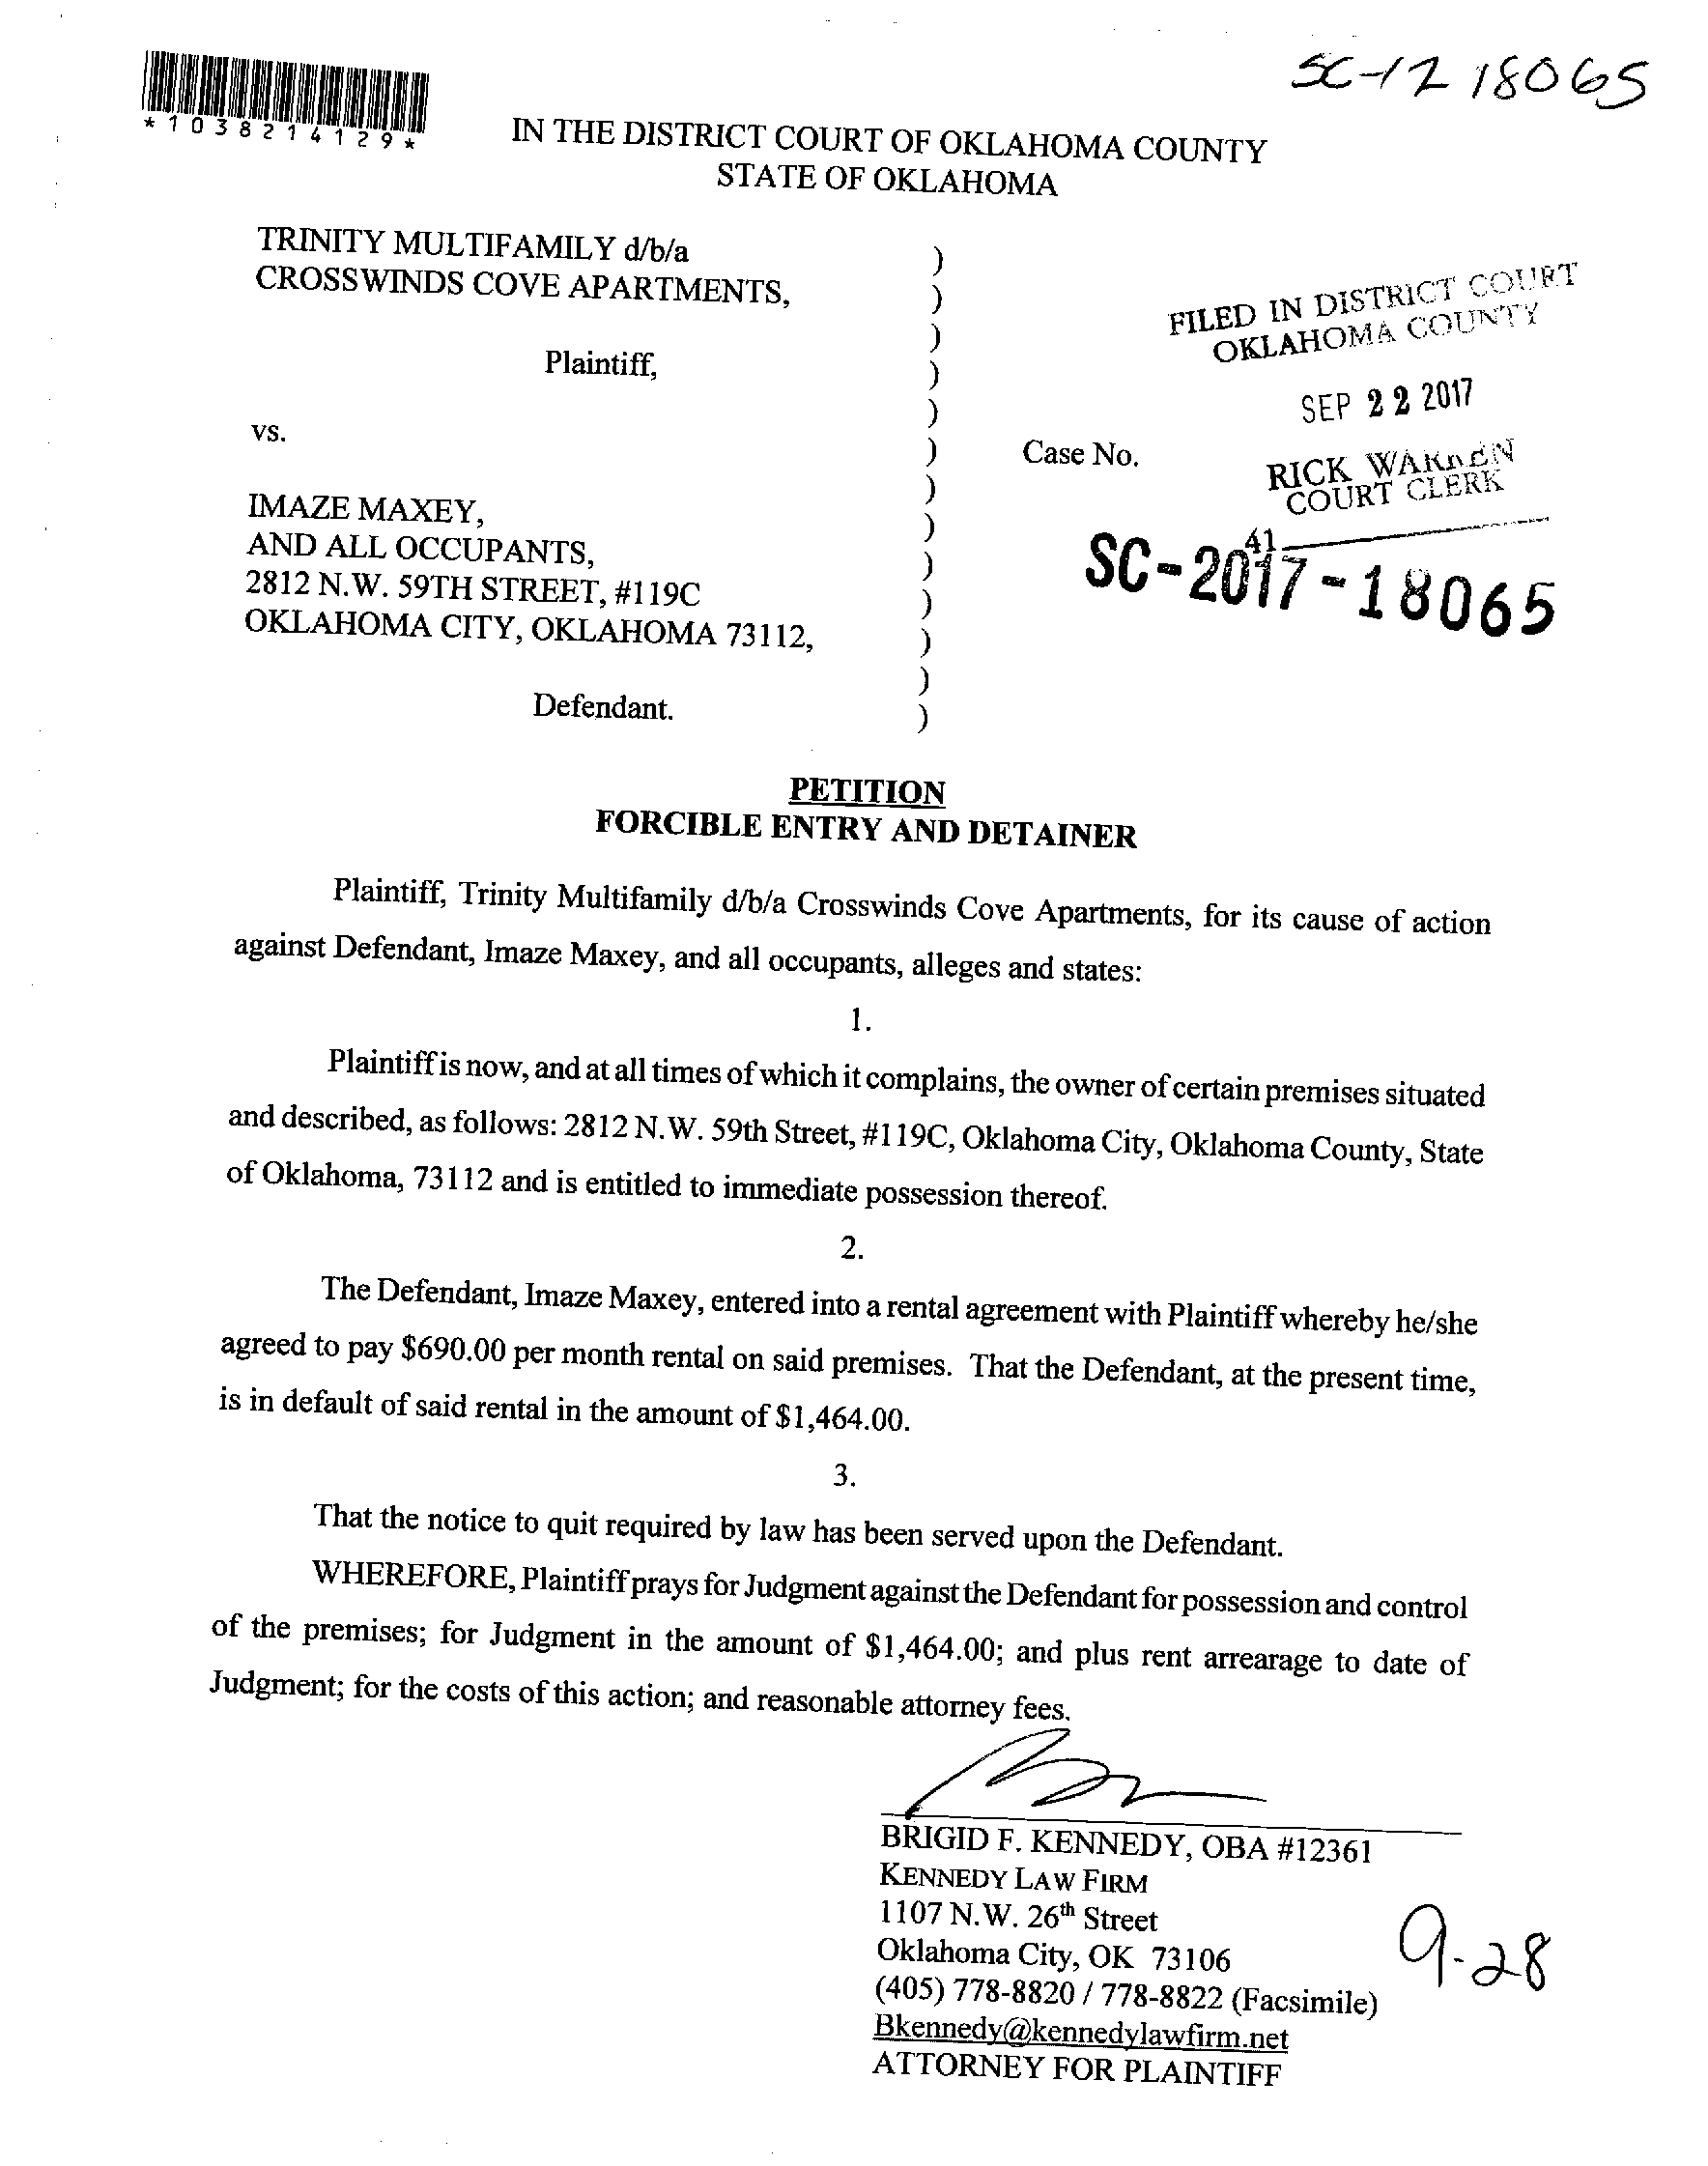 SC-17 18065
*1038214129*
IN THE DISTRICT COURT OF OKLAHOMA COUNTY
STATE OF OKLAHOMA
TRINITY MULTIFAMILY d/b/a
CROSSWINDS COVE APARTMENTS,
Plaintiff,
vs.
IMAZE MAXEY,
AND ALL OCCUPANTS,
2812 N.W. 59TH STREET, #119C
OKLAHOMA CITY, OKLAHOMA 73112,
Defendant.
)
)
)
)
)
)
)
)
)
)
)
)
)
Case No.
FILED IN DISTRICT COURT
OKLAHOMA COUNTY
SEP 22 2017
RICK WARREN
COURT CLERK
41
SC-2017-18065
PETITION
FORCIBLE ENTRY AND DETAINER
Plaintiff, Trinity Multifamily d/b/a Crosswinds Cove Apartments, for its cause of action
against Defendant, Imaze Maxey, and all occupants, alleges and states:
1.
Plaintiff is now, and at all times of which it complains, the owner of certain premises situated
and described, as follows: 2812 N.W. 59th Street, #119C, Oklahoma City, Oklahoma County, State
of Oklahoma, 73112 and is entitled to immediate possession thereof.
2.
The Defendant, Imaze Maxey, entered into a rental agreement with Plaintiff whereby he/she
agreed to pay $690.00 per month rental on said premises. That the Defendant, at the present time,
is in default of said rental in the amount of $1,464.00.
3.
That the notice to quit required by law has been served upon the Defendant.
WHEREFORE, Plaintiff prays for Judgment against the Defendant for possession and control
of the premises; for Judgment in the amount of $1,464.00; and plus rent arrearage to date of
Judgment; for the costs of this action; and reasonable attorney fees.
BRIGID F. KENNEDY, OBA #12361
KENNEDY LAW FIRM
1107 N.W. 26th Street
Oklahoma City, OK 73106
(405) 778-8820 / 778-8822 (Facsimile)
Bkennedy@kennedylawfirm.net
ATTORNEY FOR PLAINTIFF
9-28